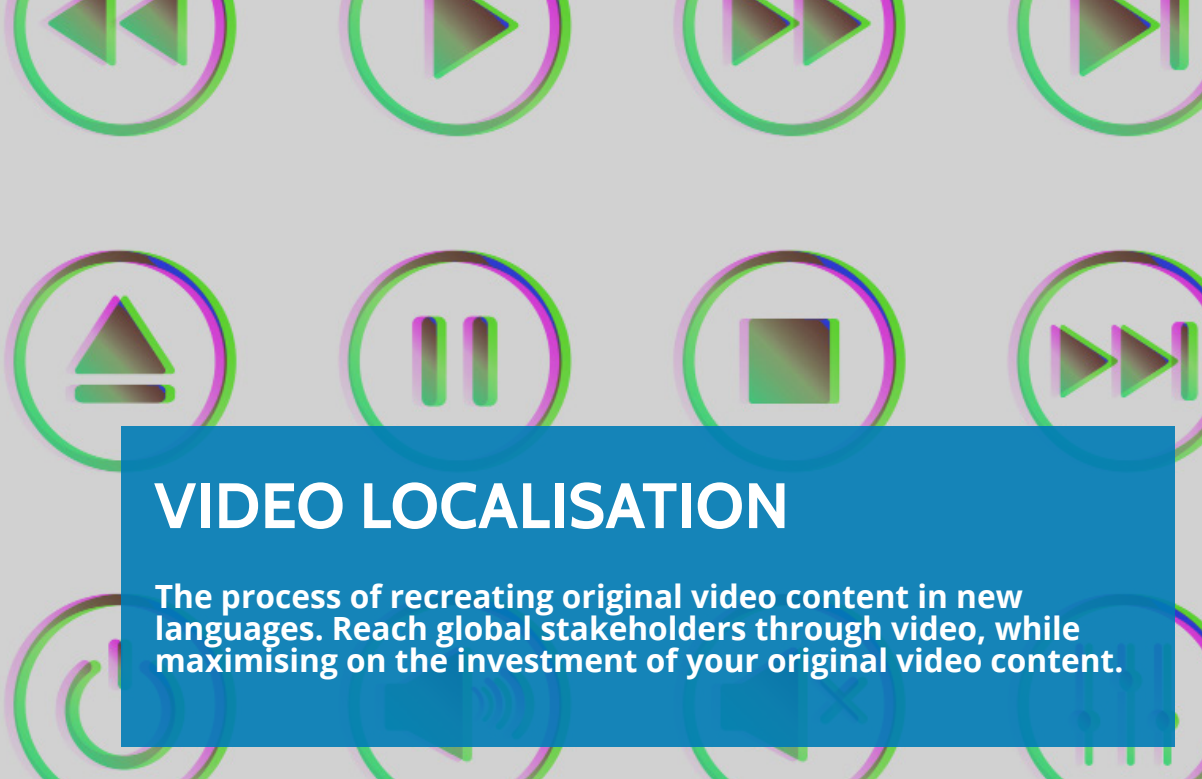 VIDEO LOCALISATION
The process of recreating original video content in new
languages. Reach global stakeholders through video, while
maximising on the investment of your original video content.